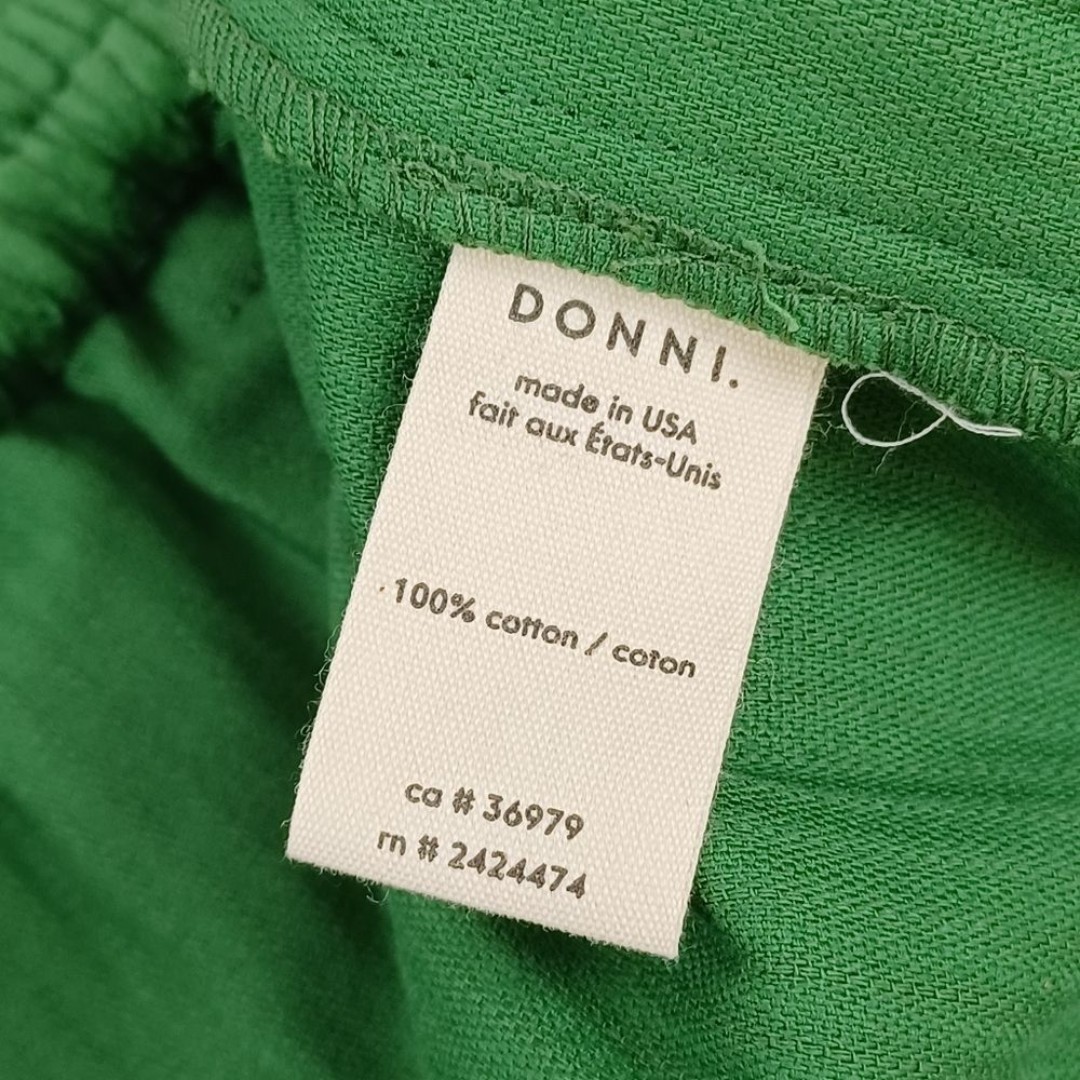 DONNI.
made in USA
fait aux États-Unis
100% cotton / coton
ca # 36979
rn # 2424474